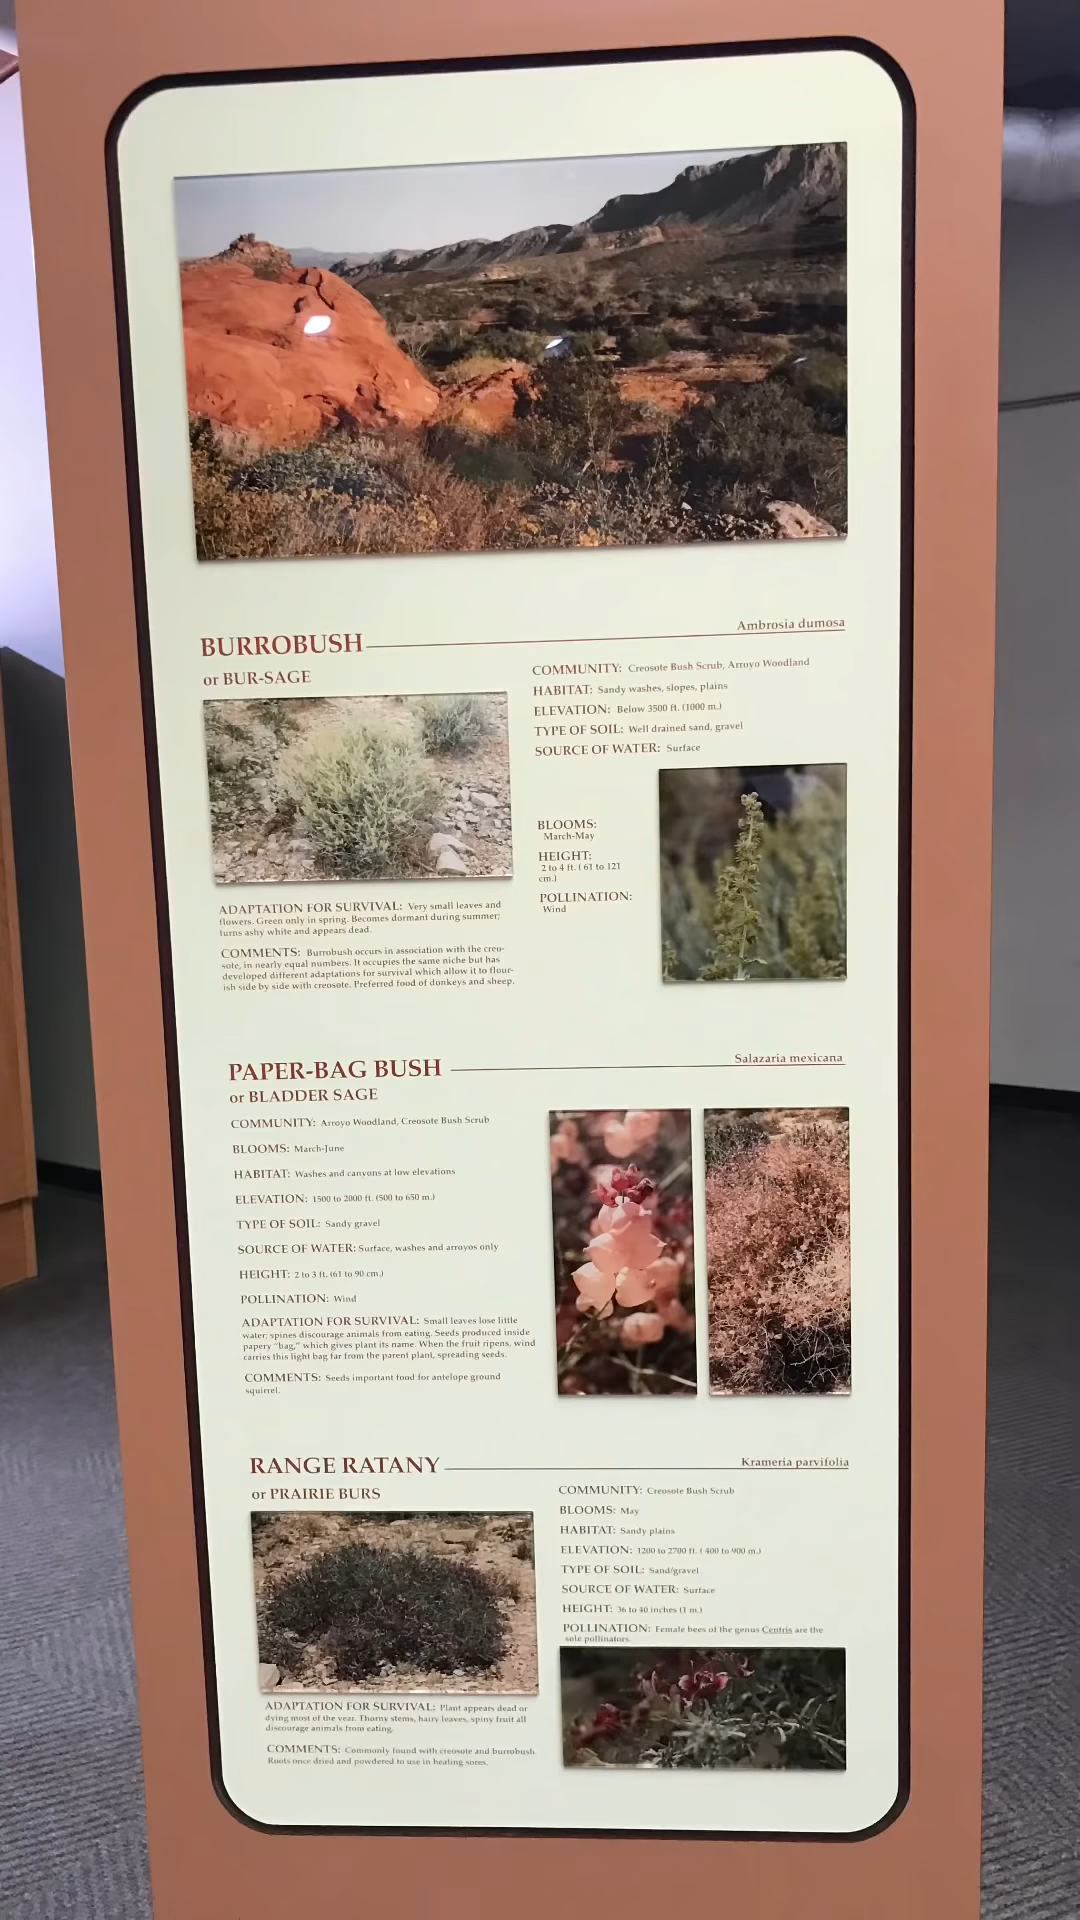 BURROBUSH
Ambrosia dumosa
or BUR-SAGE
COMMUNITY: Creosote Bush Scrub, Arroyo Woodland
HABITAT: Sandy washes, slopes, plains
ELEVATION: Below 3500 ft. (1000 m.)
TYPE OF SOIL: Well drained sand, gravel
SOURCE OF WATER: Surface
BLOOMS:
March-May
HEIGHT:
2 to 4 ft. ( 61 to 121
cm.)
POLLINATION:
Wind
ADAPTATION FOR SURVIVAL: Very small leaves and
flowers. Green only in spring. Becomes dormant during summer;
turns ashy white and appears dead.
COMMENTS: Burrobush occurs in association with the creo-
sote, in nearly equal numbers. It occupies the same niche but has
developed different adaptations for survival which allow it to flour-
ish side by side with creosote. Preferred food of donkeys and sheep.
PAPER-BAG BUSH
Salazaria mexicana
or BLADDER SAGE
COMMUNITY: Arroyo Woodland, Creosote Bush Scrub
BLOOMS: March-June
HABITAT: Washes and canyons at low elevations
ELEVATION: 1500 to 2000 ft. (500 to 650 m.)
TYPE OF SOIL: Sandy gravel
SOURCE OF WATER: Surface, washes and arroyos only
HEIGHT: 2 to 3 ft. (61 to 90 cm.)
POLLINATION: Wind
ADAPTATION FOR SURVIVAL: Small leaves lose little
water; spines discourage animals from eating. Seeds produced inside
papery "bag," which gives plant its name. When the fruit ripens, wind
carries this light bag far from the parent plant, spreading seeds.
COMMENTS: Seeds important food for antelope ground
squirrel.
RANGE RATANY
Krameria parvifolia
or PRAIRIE BURS
COMMUNITY: Creosote Bush Scrub
BLOOMS: May
HABITAT: Sandy plains
ELEVATION: 1200 to 2700 ft. ( 400 to 900 m.)
TYPE OF SOIL: Sand/gravel
SOURCE OF WATER: Surface
HEIGHT: 36 to 40 inches (1 m.)
POLLINATION: Female bees of the genus Centris are the
sole pollinators.
ADAPTATION FOR SURVIVAL: Plant appears dead or
dying most of the year. Thorny stems, hairy leaves, spiny fruit all
discourage animals from eating.
COMMENTS: Commonly found with creosote and burrobush.
Roots once dried and powdered to use in healing sores.